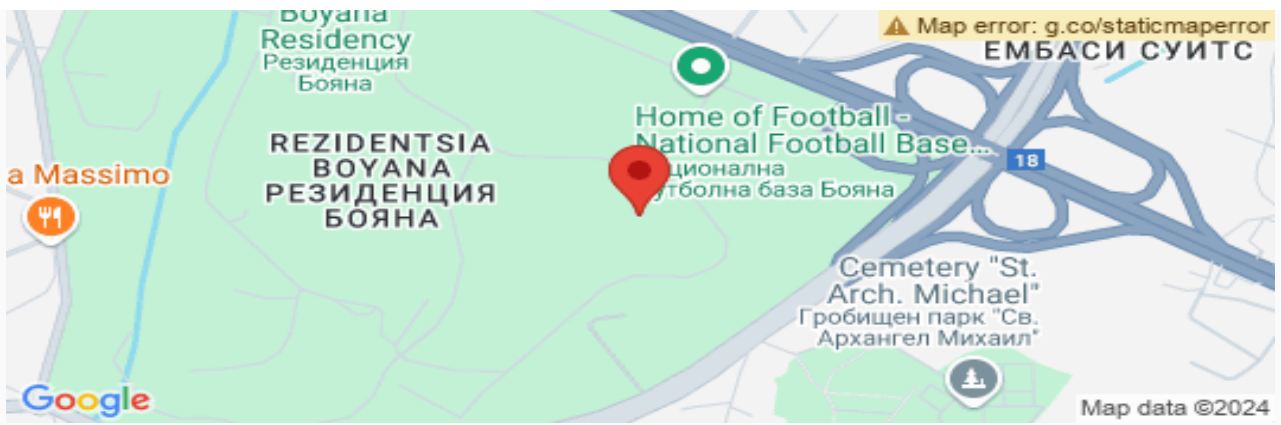 Boyana
Residency
Резиденция
Бояна
⚠ Map error: g.co/staticmaperror
ЕМБАСИ СУИТС
Home of Football -
National Football Base...
ционална
утболна база Бояна
18
REZIDENTSIA
BOYANA
РЕЗИДЕНЦИЯ
БОЯНА
a Massimo
Cemetery "St.
Arch. Michael"
Гробищен парк "Св.
Архангел Михаил"
Google
Map data ©2024